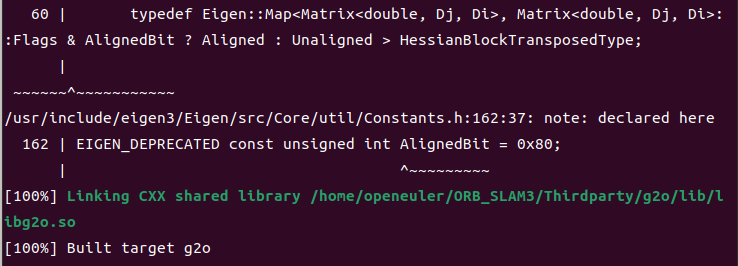 60 |       typedef Eigen::Map<Matrix<double, Dj, Di>, Matrix<double, Dj, Di>:
:Flags & AlignedBit ? Aligned : Unaligned > HessianBlockTransposedType;
      |
 ~~~~~~^~~~~~~~~~~~
/usr/include/eigen3/Eigen/src/Core/util/Constants.h:162:37: note: declared here
  162 | EIGEN_DEPRECATED const unsigned int AlignedBit = 0x80;
      |                                     ^~~~~~~~~~
[100%] Linking CXX shared library /home/openeuler/ORB_SLAM3/Thirdparty/g2o/lib/l
ibg2o.so
[100%] Built target g2o